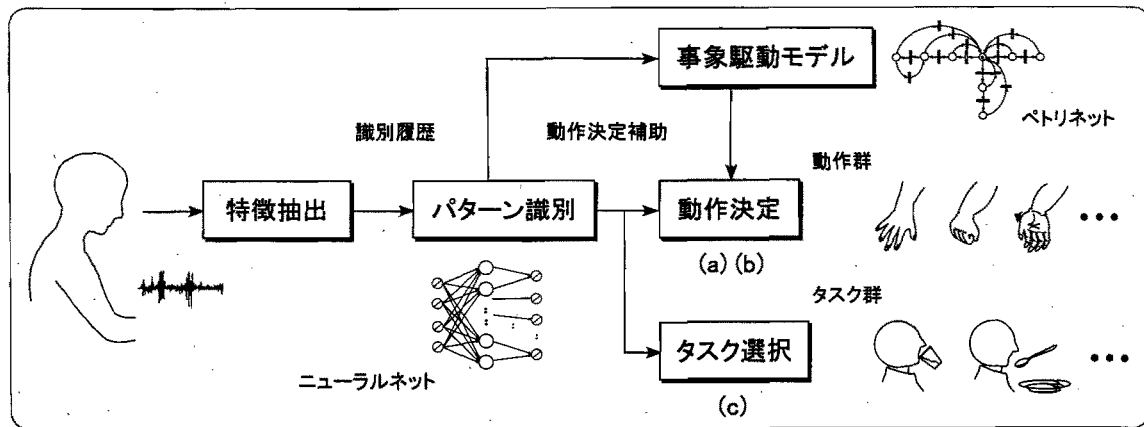 事象駆動モデル
ペトリネット
識別履歴
動作決定補助
動作群
特徴抽出
パターン識別
動作決定
(a) (b)
タスク群
タスク選択
ニューラルネット
(c)